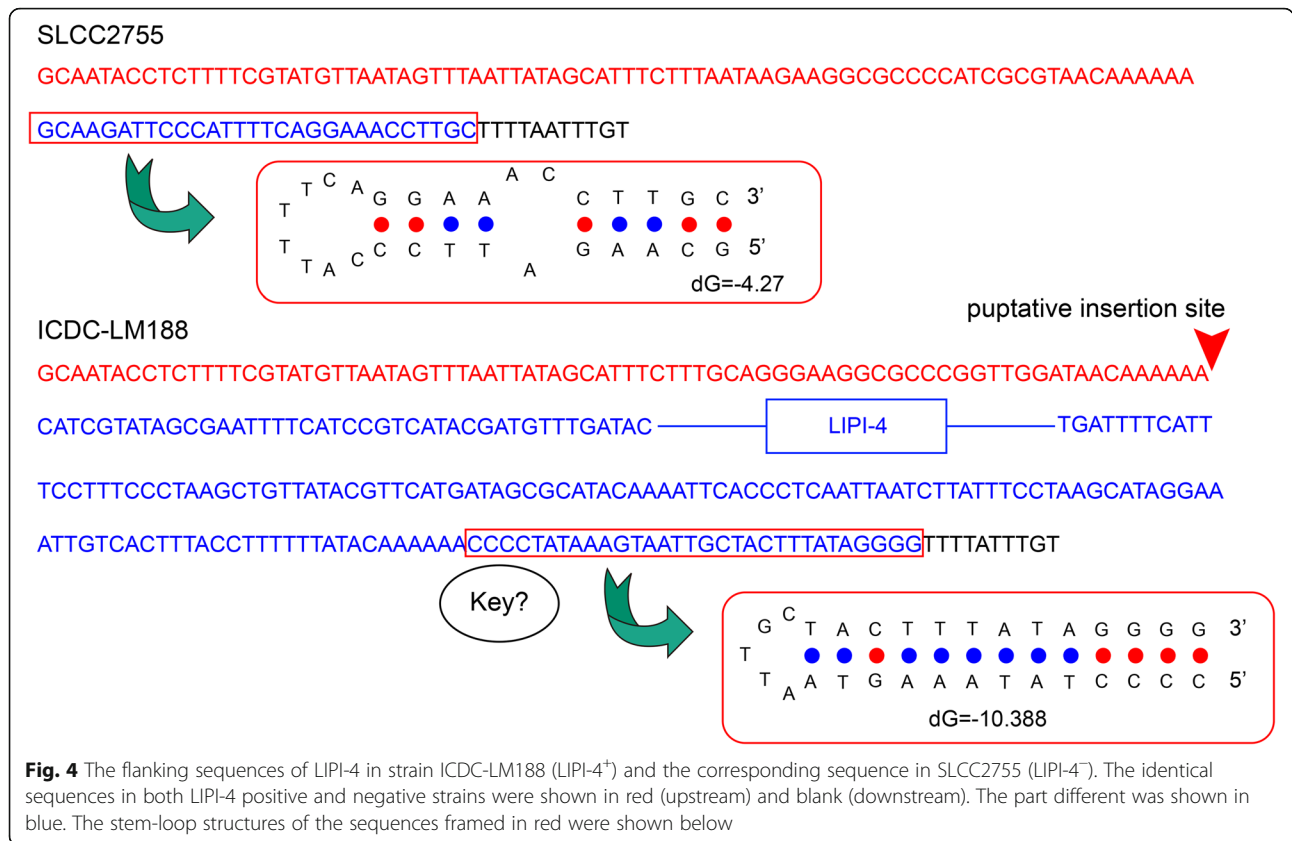 SLCC2755
GCAATACCTCTTTTCGTATGTTAATAGTTTAATTATAGCATTTCTTTAATAAGAAGGCGCCCCATCGCGTAACAAAAAA
GCAAGATTCCCATTTTCAGGAAACCTTGCTTTTAATTTGT
T T T T C A G G A A A C C T T G C 3’
T A C C C T T A G A A C G 5’
dG=-4.27
puptative insertion site
ICDC-LM188
GCAATACCTCTTTTCGTATGTTAATAGTTTAATTATAGCATTTCTTTGCAGGGAAGGCGCCCGGTTGGATAACAAAAAA
CATCGTATAGCGAATTTTCATCCGTCATACGATGTTTGATAC LIPI-4 TGATTTTCATT
TCCTTTCCCTAAGCTGTTATACGTTCATGATAGCGCATACAAAATTCACCCTCAATTAATCTTATTTCCTAAGCATAGGAA
ATTGTCACTTTACCTTTTTTATACAAAAAACCCCTATAAAGTAATTGCTACTTTATAGGGGTTTTATTTGT
Key?
T G C T A C T T T A T A G G G G 3’
T A A T G A A A T A T C C C C 5’
dG=-10.388
Fig. 4 The flanking sequences of LIPI-4 in strain ICDC-LM188 (LIPI-4+) and the corresponding sequence in SLCC2755 (LIPI-4−). The identical
sequences in both LIPI-4 positive and negative strains were shown in red (upstream) and blank (downstream). The part different was shown in
blue. The stem-loop structures of the sequences framed in red were shown below